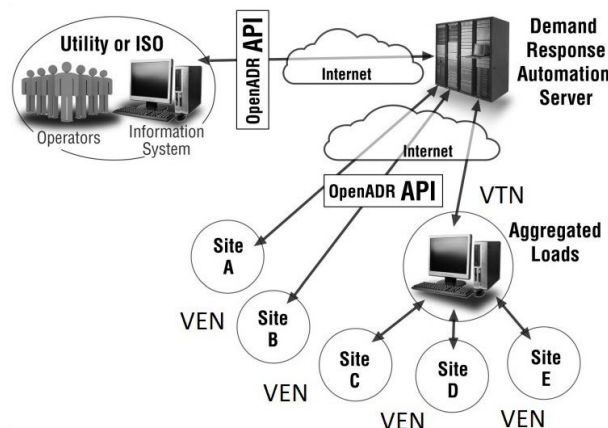 Utility or ISO
Operators
Information
System
OpenADR API
Internet
Demand
Response
Automation
Server
Internet
OpenADR API
VTN
Aggregated
Loads
Site
A
VEN
Site
B
Site
C
VEN
Site
D
VEN
Site
E
VEN